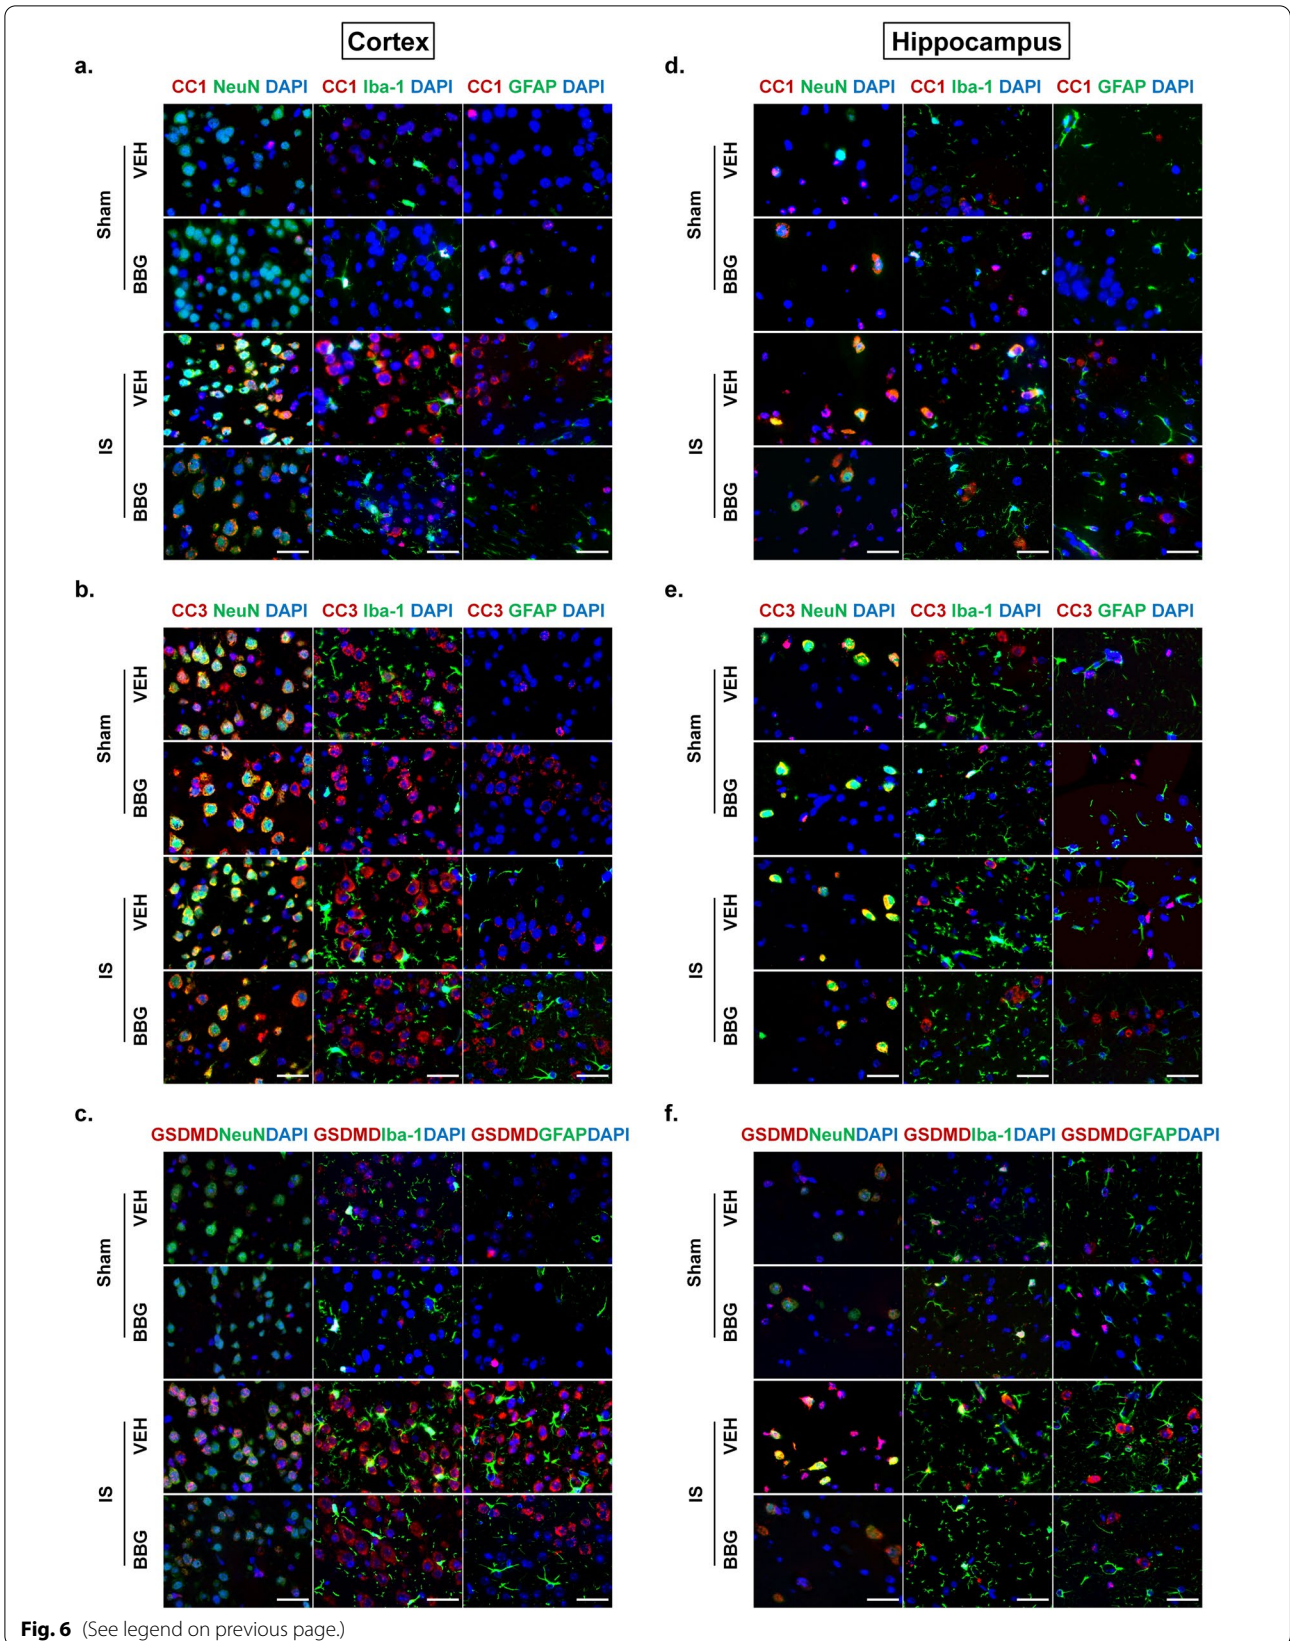 Cortex
Hippocampus
a.
CC1 NeuN DAPI CC1 Iba-1 DAPI CC1 GFAP DAPI
Sham
VEH
BBG
IS
VEH
BBG
b.
CC3 NeuN DAPI CC3 Iba-1 DAPI CC3 GFAP DAPI
Sham
VEH
BBG
IS
VEH
BBG
c.
GSDMDNeuNDAPI GSDMDIba-1DAPI GSDMDGFAPDAPI
Sham
VEH
BBG
IS
VEH
BBG
d.
CC1 NeuN DAPI CC1 Iba-1 DAPI CC1 GFAP DAPI
Sham
VEH
BBG
IS
VEH
BBG
e.
CC3 NeuN DAPI CC3 Iba-1 DAPI CC3 GFAP DAPI
Sham
VEH
BBG
IS
VEH
BBG
f.
GSDMDNeuNDAPI GSDMDIba-1DAPI GSDMDGFAPDAPI
Sham
VEH
BBG
IS
VEH
BBG
Fig. 6 (See legend on previous page.)